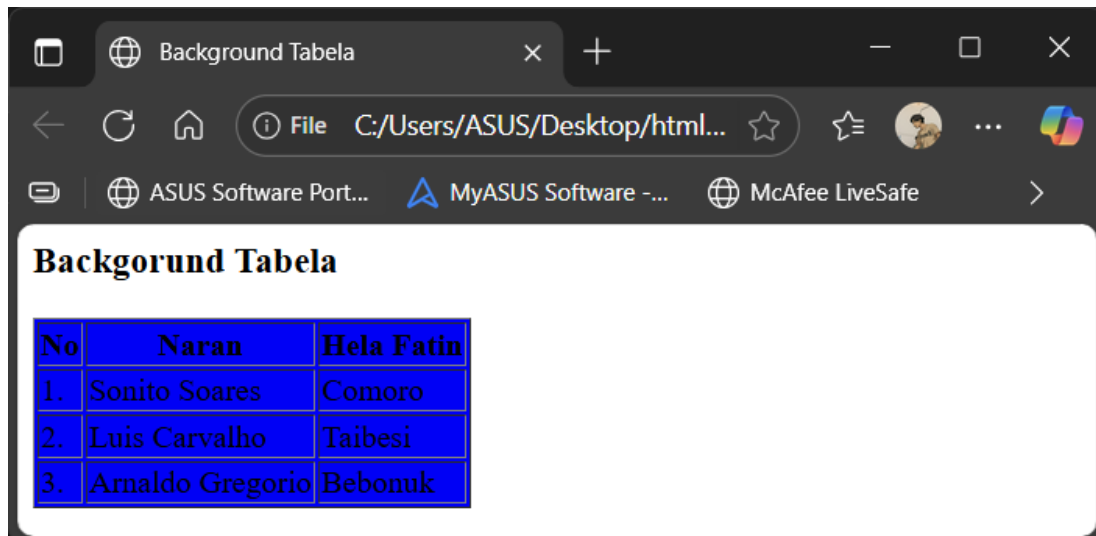 Background Tabela
File C:/Users/ASUS/Desktop/html...
ASUS Software Port... MyASUS Software -... McAfee LiveSafe
Backgorund Tabela
No Naran Hela Fatin
1. Sonito Soares Comoro
2. Luis Carvalho Taibesi
3. Arnaldo Gregorio Bebonuk